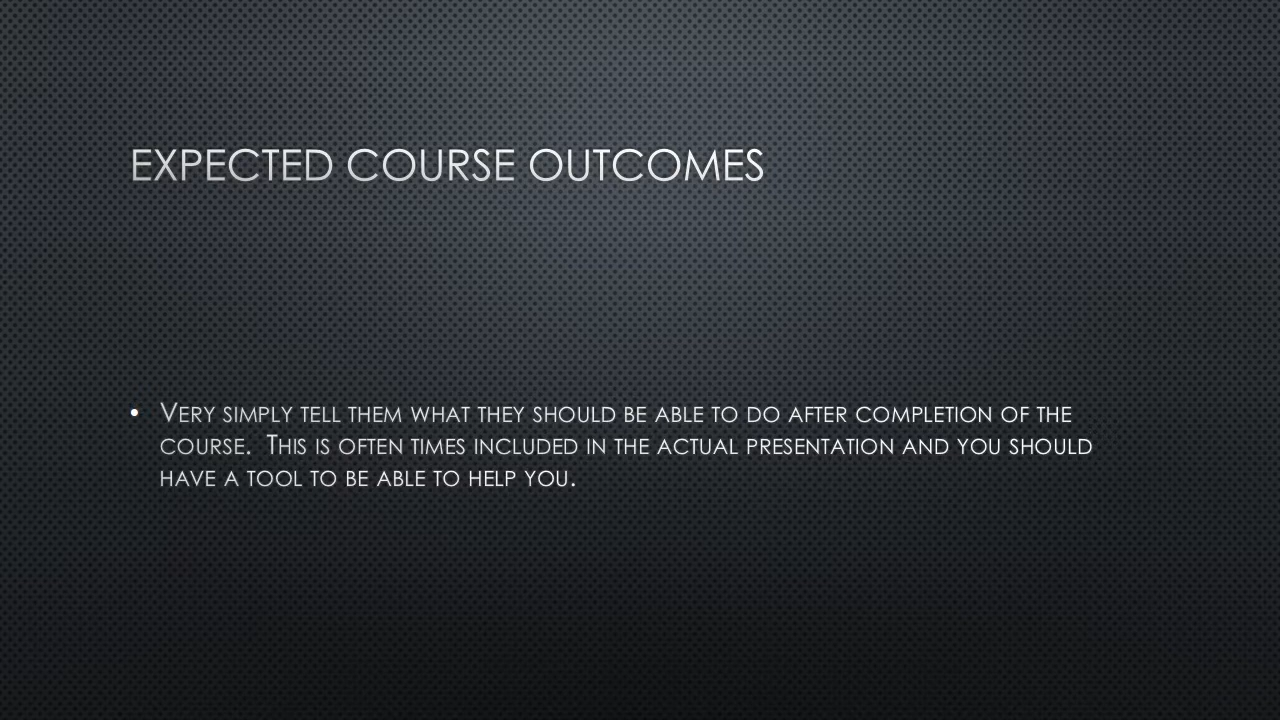 EXPECTED COURSE OUTCOMES
• VERY SIMPLY TELL THEM WHAT THEY SHOULD BE ABLE TO DO AFTER COMPLETION OF THE
COURSE.  THIS IS OFTEN TIMES INCLUDED IN THE ACTUAL PRESENTATION AND YOU SHOULD
HAVE A TOOL TO BE ABLE TO HELP YOU.